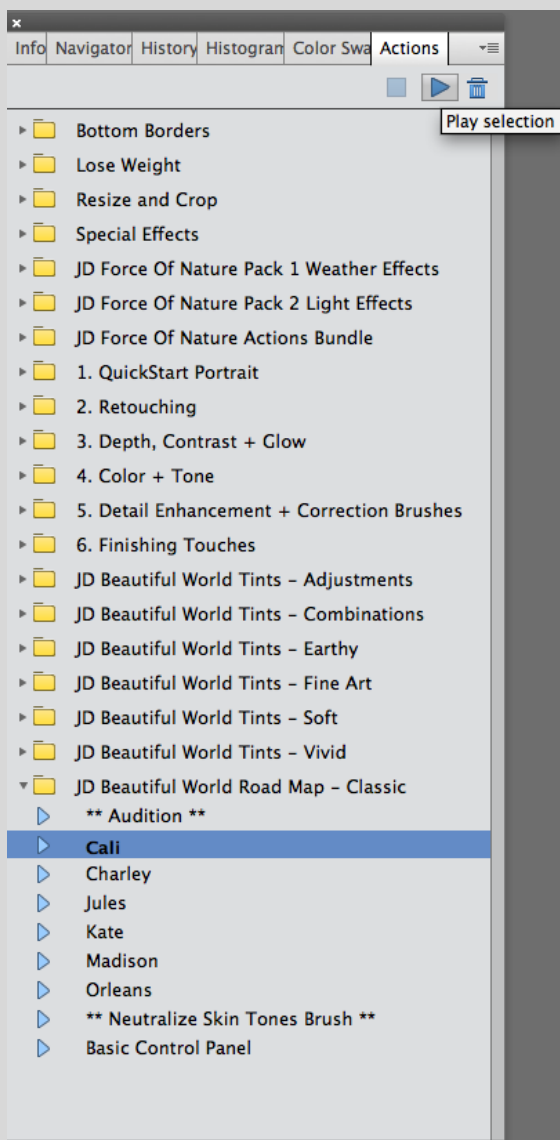 Info Navigator History Histogran Color Swa Actions
Play selection
Bottom Borders
Lose Weight
Resize and Crop
Special Effects
JD Force Of Nature Pack 1 Weather Effects
JD Force Of Nature Pack 2 Light Effects
JD Force Of Nature Actions Bundle
1. QuickStart Portrait
2. Retouching
3. Depth, Contrast + Glow
4. Color + Tone
5. Detail Enhancement + Correction Brushes
6. Finishing Touches
JD Beautiful World Tints – Adjustments
JD Beautiful World Tints – Combinations
JD Beautiful World Tints – Earthy
JD Beautiful World Tints – Fine Art
JD Beautiful World Tints – Soft
JD Beautiful World Tints – Vivid
JD Beautiful World Road Map – Classic
** Audition **
Cali
Charley
Jules
Kate
Madison
Orleans
** Neutralize Skin Tones Brush **
Basic Control Panel